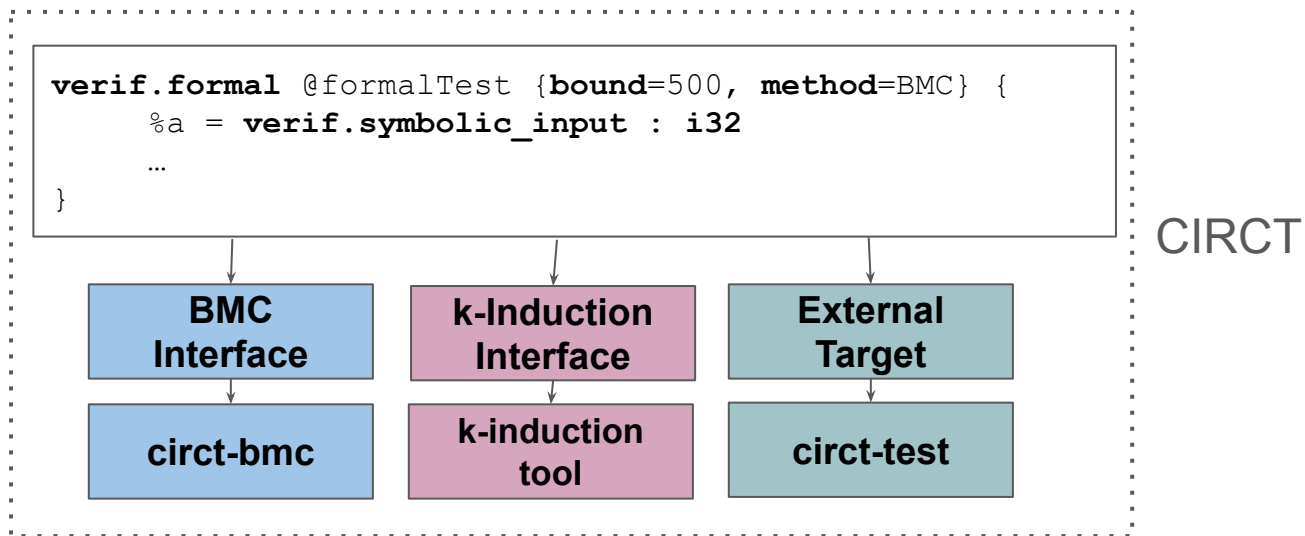 verif.formal @formalTest {bound=500, method=BMC} {
%a = verif.symbolic_input : i32
…
}
CIRCT
BMC
Interface
k-Induction
Interface
External
Target
circt-bmc
k-induction
tool
circt-test